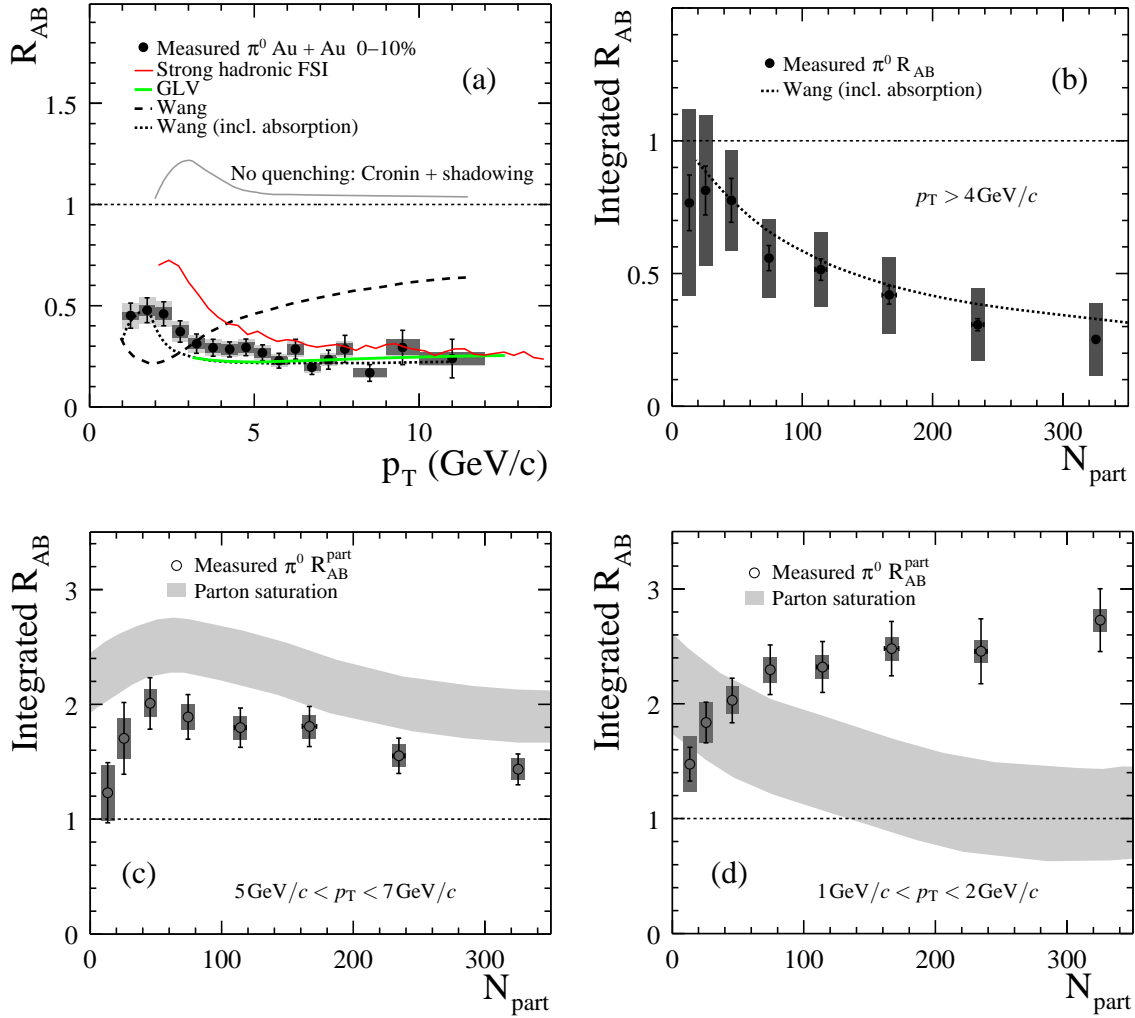 R_AB
2
1.5
1
0.5
0
Measured π⁰ Au + Au 0–10%
Strong hadronic FSI
GLV
Wang
Wang (incl. absorption)
(a)
No quenching: Cronin + shadowing
0 5 10
p_T (GeV/c)
Integrated R_AB
1
0.5
0
Measured π⁰ R_AB
Wang (incl. absorption)
(b)
p_T > 4 GeV/c
0 100 200 300
N_part
Integrated R_AB
3
2
1
0
Measured π⁰ R_AB^part
Parton saturation
(c)
5 GeV/c < p_T < 7 GeV/c
0 100 200 300
N_part
Integrated R_AB
3
2
1
0
Measured π⁰ R_AB^part
Parton saturation
(d)
1 GeV/c < p_T < 2 GeV/c
0 100 200 300
N_part